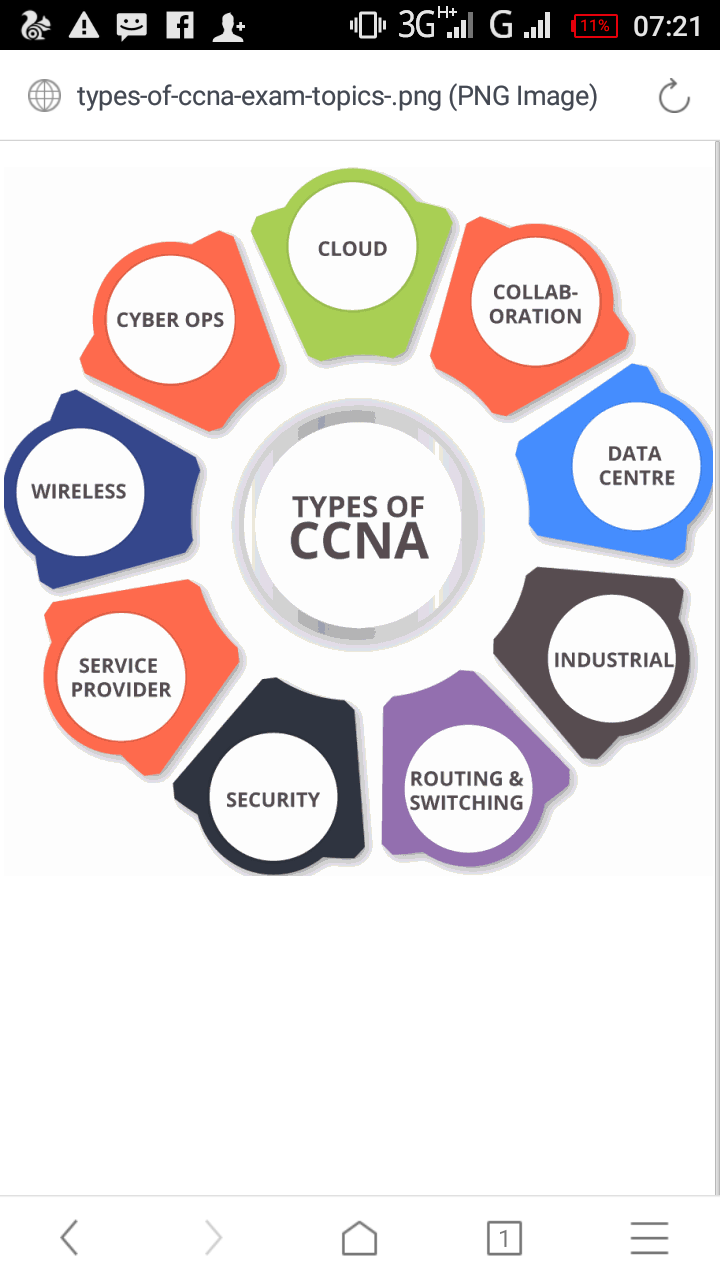 3G H+ G 11% 07:21
types-of-ccna-exam-topics-.png (PNG Image)
CLOUD
COLLAB-
ORATION
DATA
CENTRE
INDUSTRIAL
ROUTING &
SWITCHING
SECURITY
SERVICE
PROVIDER
WIRELESS
CYBER OPS
TYPES OF
CCNA
1